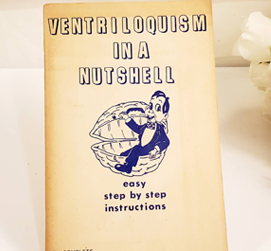 VENTRILOQUISM
IN A
NUTSHELL
easy
step by step
instructions